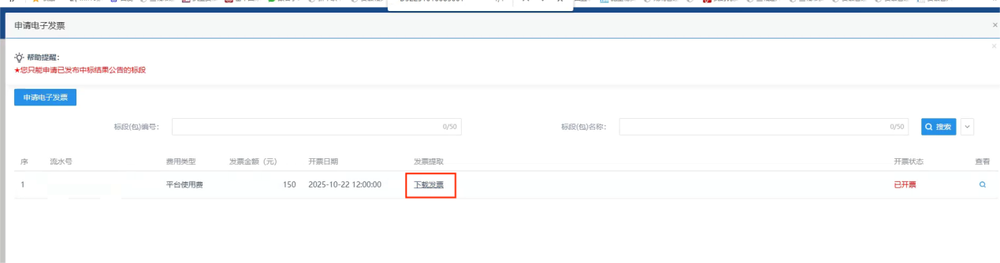 申请电子发票
帮助提醒：
★您只能申请已发布中标结果公告的标段
申请电子发票
标段(包)编号： 0/50 标段(包)名称： 0/50 搜索
序 流水号 费用类型 发票金额（元） 开票日期 发票提取 开票状态 查看
1 平台使用费 150 2025-10-22 12:00:00 下载发票 已开票